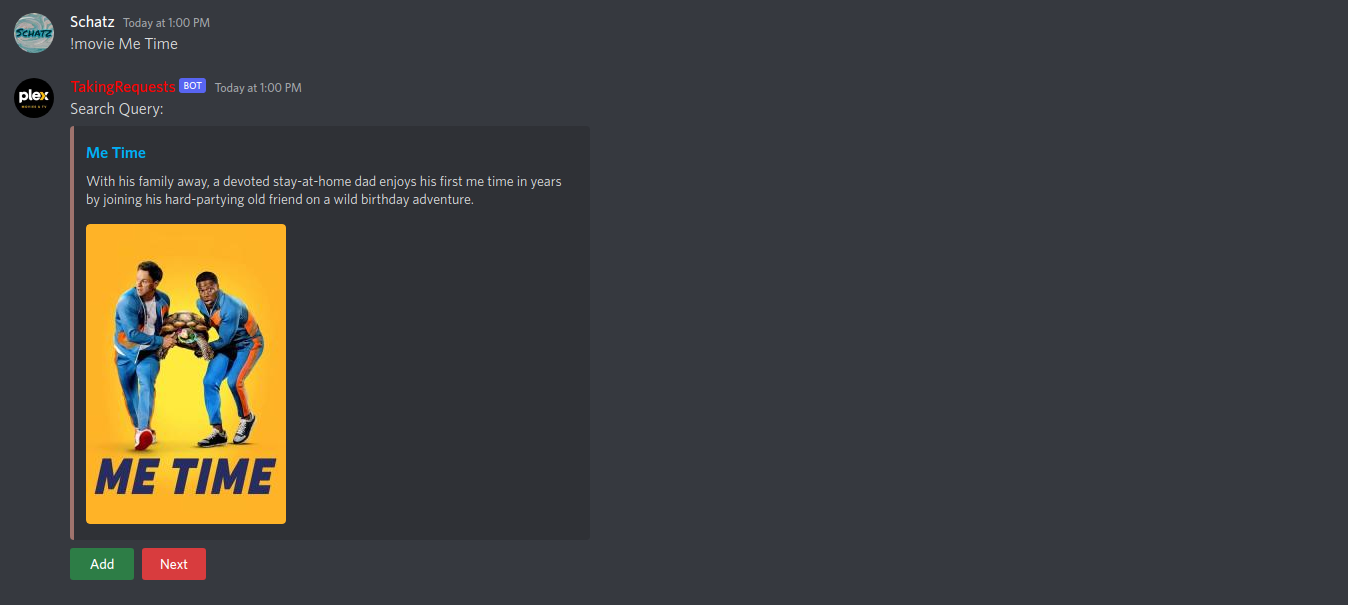 Schatz Today at 1:00 PM
SCHATZ
!movie Me Time
TakingRequests BOT Today at 1:00 PM
plex
MOVIES & TV
Search Query:
Me Time
With his family away, a devoted stay-at-home dad enjoys his first me time in years
by joining his hard-partying old friend on a wild birthday adventure.
ME TIME
Add Next